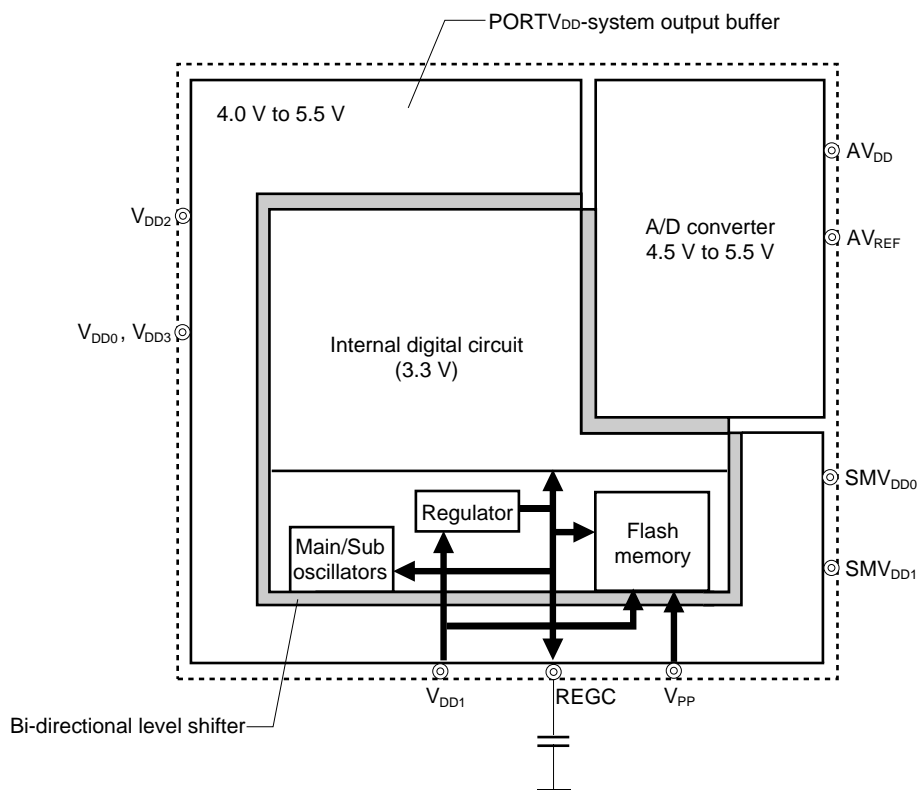 PORTVDD-system output buffer
4.0 V to 5.5 V
AVDD
VDD2
A/D converter
4.5 V to 5.5 V
AVREF
VDD0, VDD3
Internal digital circuit
(3.3 V)
SMVDD0
Regulator
Flash
memory
Main/Sub
oscillators
SMVDD1
VDD1
REGC
VPP
Bi-directional level shifter